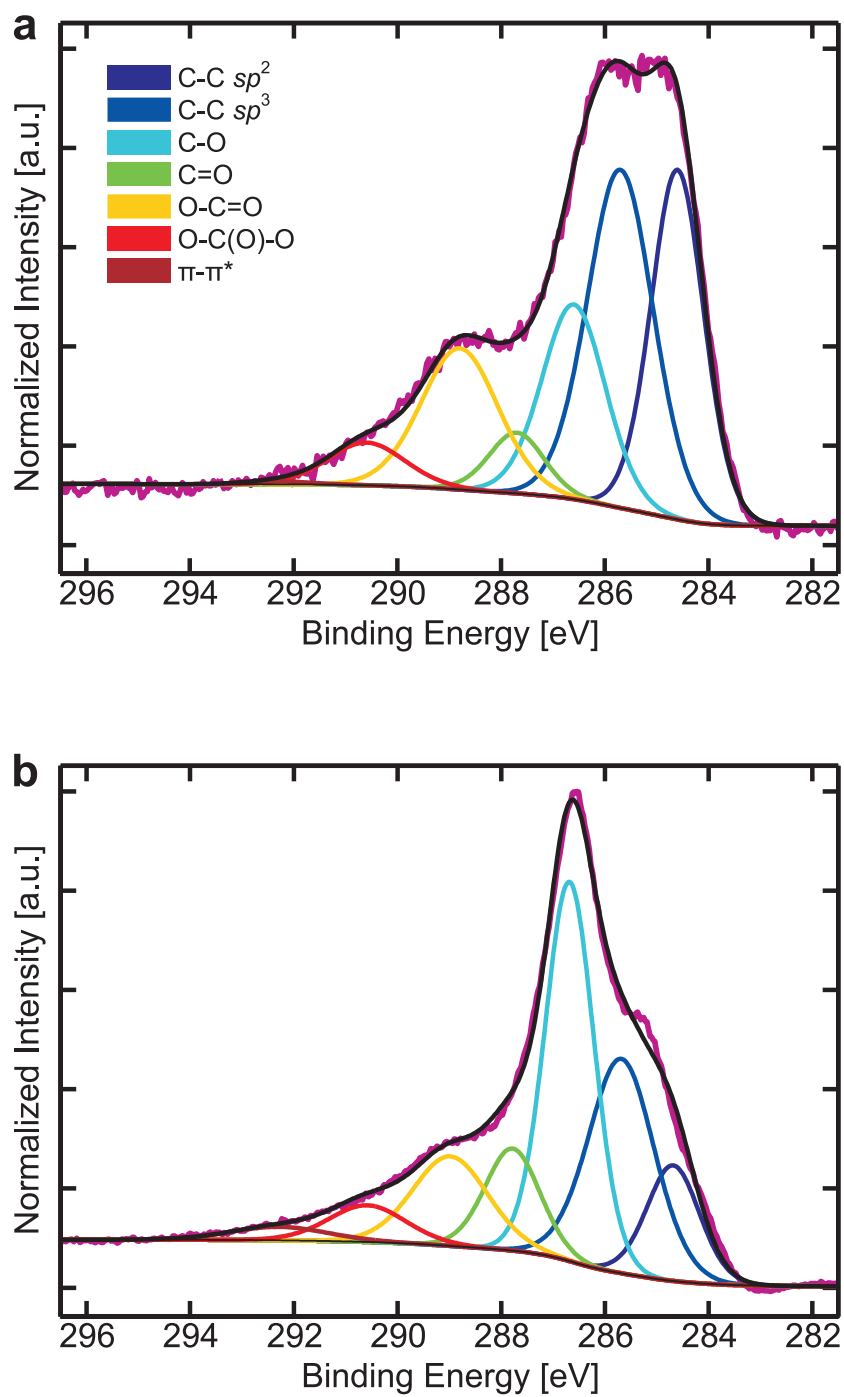 a
C-C sp²
C-C sp³
C-O
C=O
O-C=O
O-C(O)-O
π-π*
Normalized Intensity [a.u.]
296 294 292 290 288 286 284 282
Binding Energy [eV]
b
Normalized Intensity [a.u.]
296 294 292 290 288 286 284 282
Binding Energy [eV]